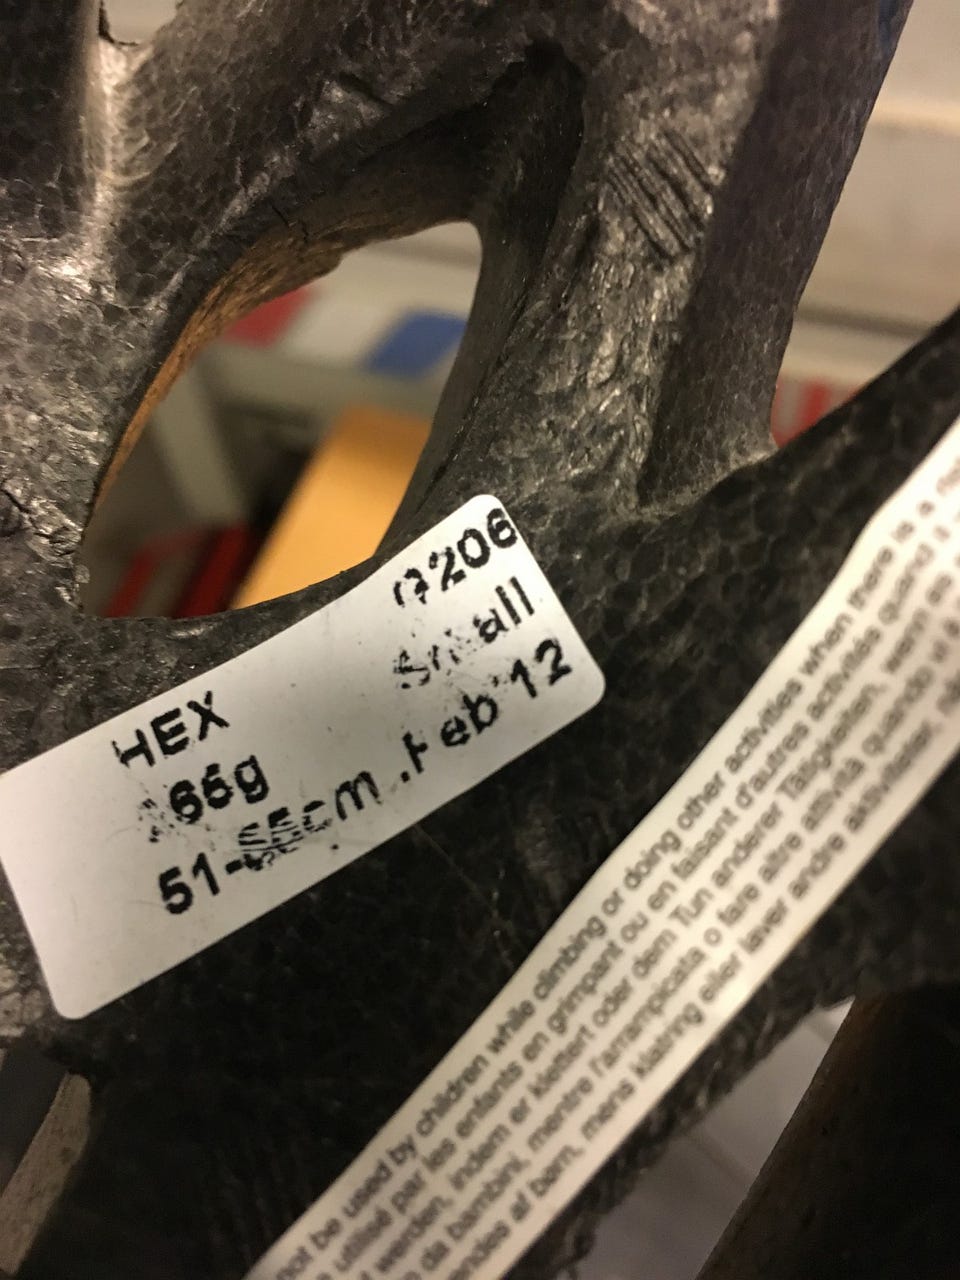 HEX
Small
51-55cm
Feb 12
not be used by children while climbing or doing other activities when there is a
utilisé par les enfants en grimpant ou en faisant d'autres activités quand il
werden, indem er klettert oder dem Tun anderer Tätigkeiten, wenn
da bambini, mentre l'arrampicata o fare altre attività quando
af børn, mens klatring eller laver andre aktiviteter